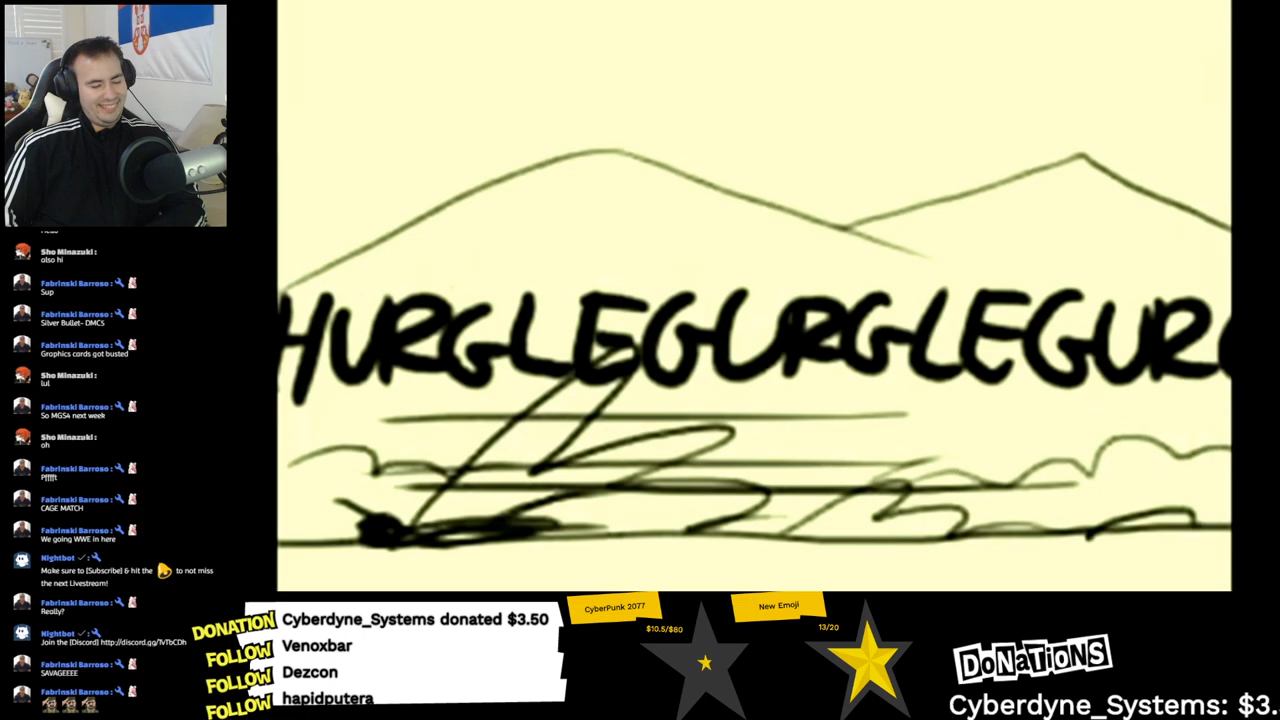 Sho Minazuki :
also hi
Fabrinski Barroso :
Sup
Fabrinski Barroso :
Silver Bullet- DMC5
Fabrinski Barroso :
Graphics cards got busted
Sho Minazuki :
lul
Fabrinski Barroso :
So MGS4 next week
Sho Minazuki :
oh
Fabrinski Barroso :
Pffffft
Fabrinski Barroso :
CAGE MATCH
Fabrinski Barroso :
We going WWE in here
Nightbot ✓ :
Make sure to [Subscribe] & hit the to not miss
the next Livestream!
Fabrinski Barroso :
Really?
Nightbot ✓ :
Join the [Discord] http://discord.gg/TVTbCDh
Fabrinski Barroso :
SAVAGEEEE
Fabrinski Barroso :
HURGLEGURGLEGUR
DONATION Cyberdyne_Systems donated $3.50
FOLLOW Venoxbar
FOLLOW Dezcon
FOLLOW hapidputera
CyberPunk 2077
$10.5/$80
New Emoji
13/20
DoNaTioNS
Cyberdyne_Systems: $3.